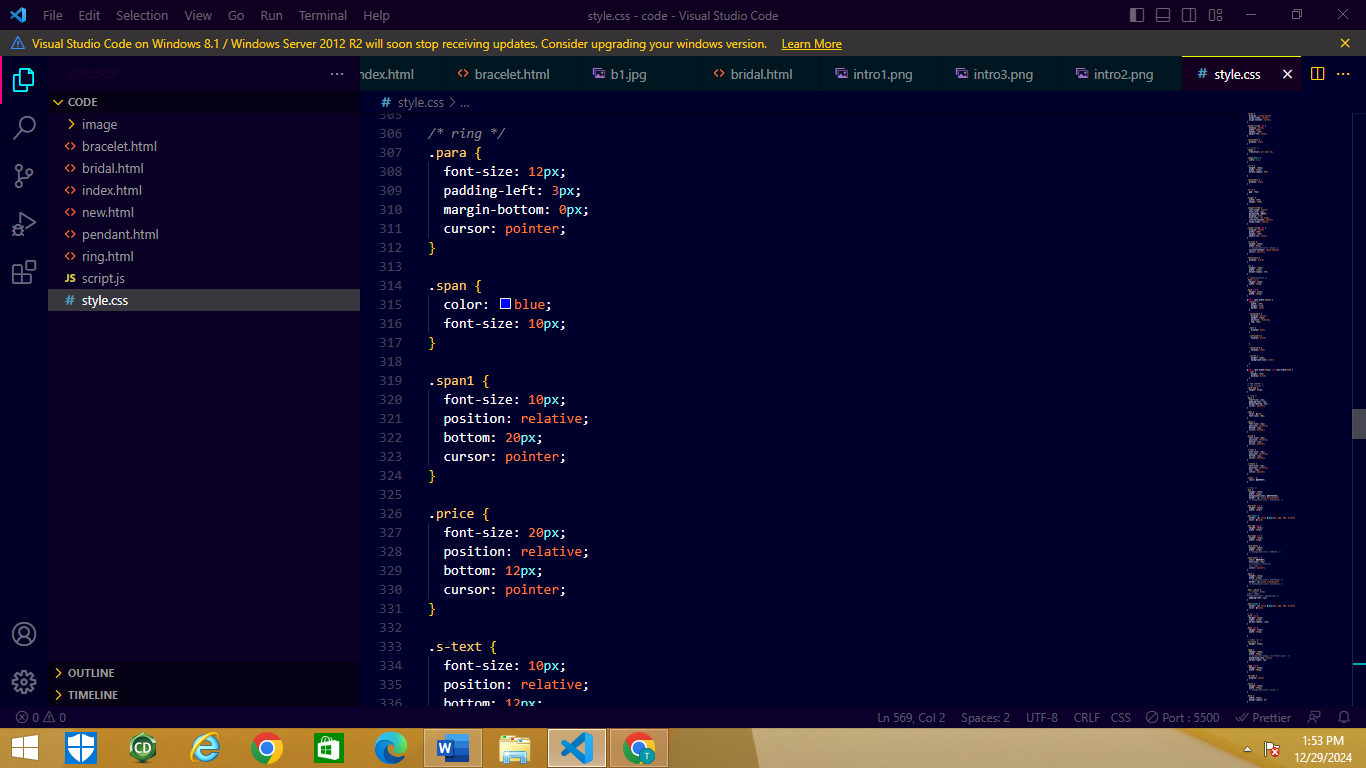 File Edit Selection View Go Run Terminal Help
style.css - code - Visual Studio Code
Visual Studio Code on Windows 8.1 / Windows Server 2012 R2 will soon stop receiving updates. Consider upgrading your windows version. Learn More
EXPLORER
ndex.html bracelet.html b1.jpg bridal.html intro1.png intro3.png intro2.png # style.css
CODE
image
bracelet.html
bridal.html
index.html
new.html
pendant.html
ring.html
JS script.js
# style.css
OUTLINE
TIMELINE
# style.css > ...
305
306 /* ring */
307 .para {
308 font-size: 12px;
309 padding-left: 3px;
310 margin-bottom: 0px;
311 cursor: pointer;
312 }
313
314 .span {
315 color: blue;
316 font-size: 10px;
317 }
318
319 .span1 {
320 font-size: 10px;
321 position: relative;
322 bottom: 20px;
323 cursor: pointer;
324 }
325
326 .price {
327 font-size: 20px;
328 position: relative;
329 bottom: 12px;
330 cursor: pointer;
331 }
332
333 .s-text {
334 font-size: 10px;
335 position: relative;
336 bottom: 12px;
0 0
Ln 569, Col 2 Spaces: 2 UTF-8 CRLF CSS Port : 5500 Prettier
CD
W
T
1:53 PM
12/29/2024